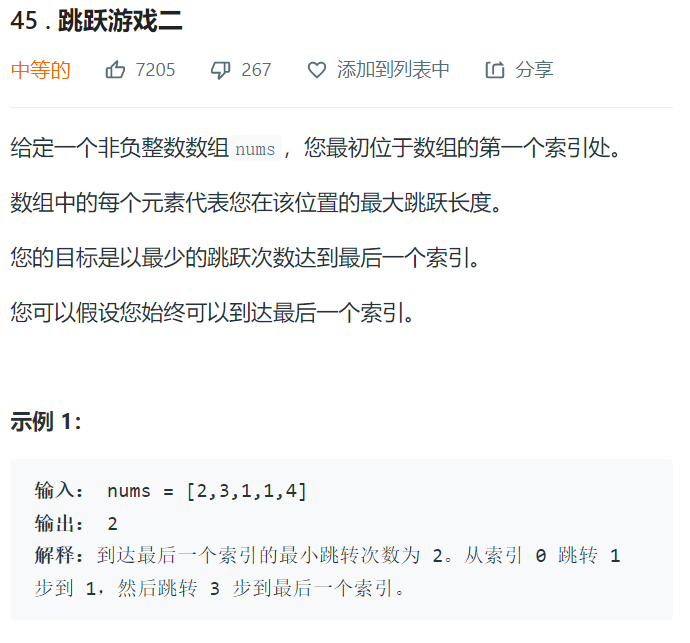 45 . 跳跃游戏二
中等的 7205 267 添加到列表中 分享
给定一个非负整数数组 nums ，您最初位于数组的第一个索引处。
数组中的每个元素代表您在该位置的最大跳跃长度。
您的目标是以最少的跳跃次数达到最后一个索引。
您可以假设您始终可以到达最后一个索引。
示例 1：
输入： nums = [2,3,1,1,4]
输出： 2
解释：到达最后一个索引的最小跳转次数为 2。从索引 0 跳转 1
步到 1，然后跳转 3 步到最后一个索引。